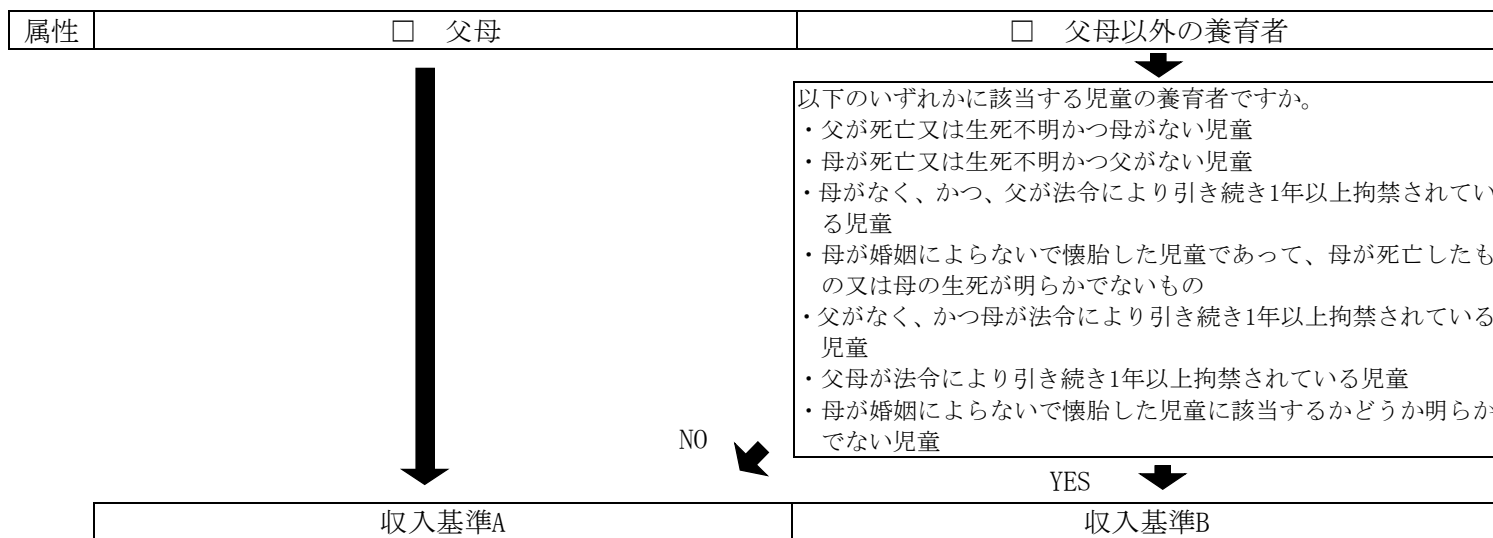 属性 □ 父母 □ 父母以外の養育者
以下のいずれかに該当する児童の養育者ですか。
・父が死亡又は生死不明かつ母がない児童
・母が死亡又は生死不明かつ父がない児童
・母がなく、かつ、父が法令により引き続き1年以上拘禁されてい
る児童
・母が婚姻によらないで懐胎した児童であって、母が死亡したも
の又は母の生死が明らかでないもの
・父がなく、かつ母が法令により引き続き1年以上拘禁されている
児童
・父母が法令により引き続き1年以上拘禁されている児童
・母が婚姻によらないで懐胎した児童に該当するかどうか明らか
でない児童
NO
YES
収入基準A 収入基準B